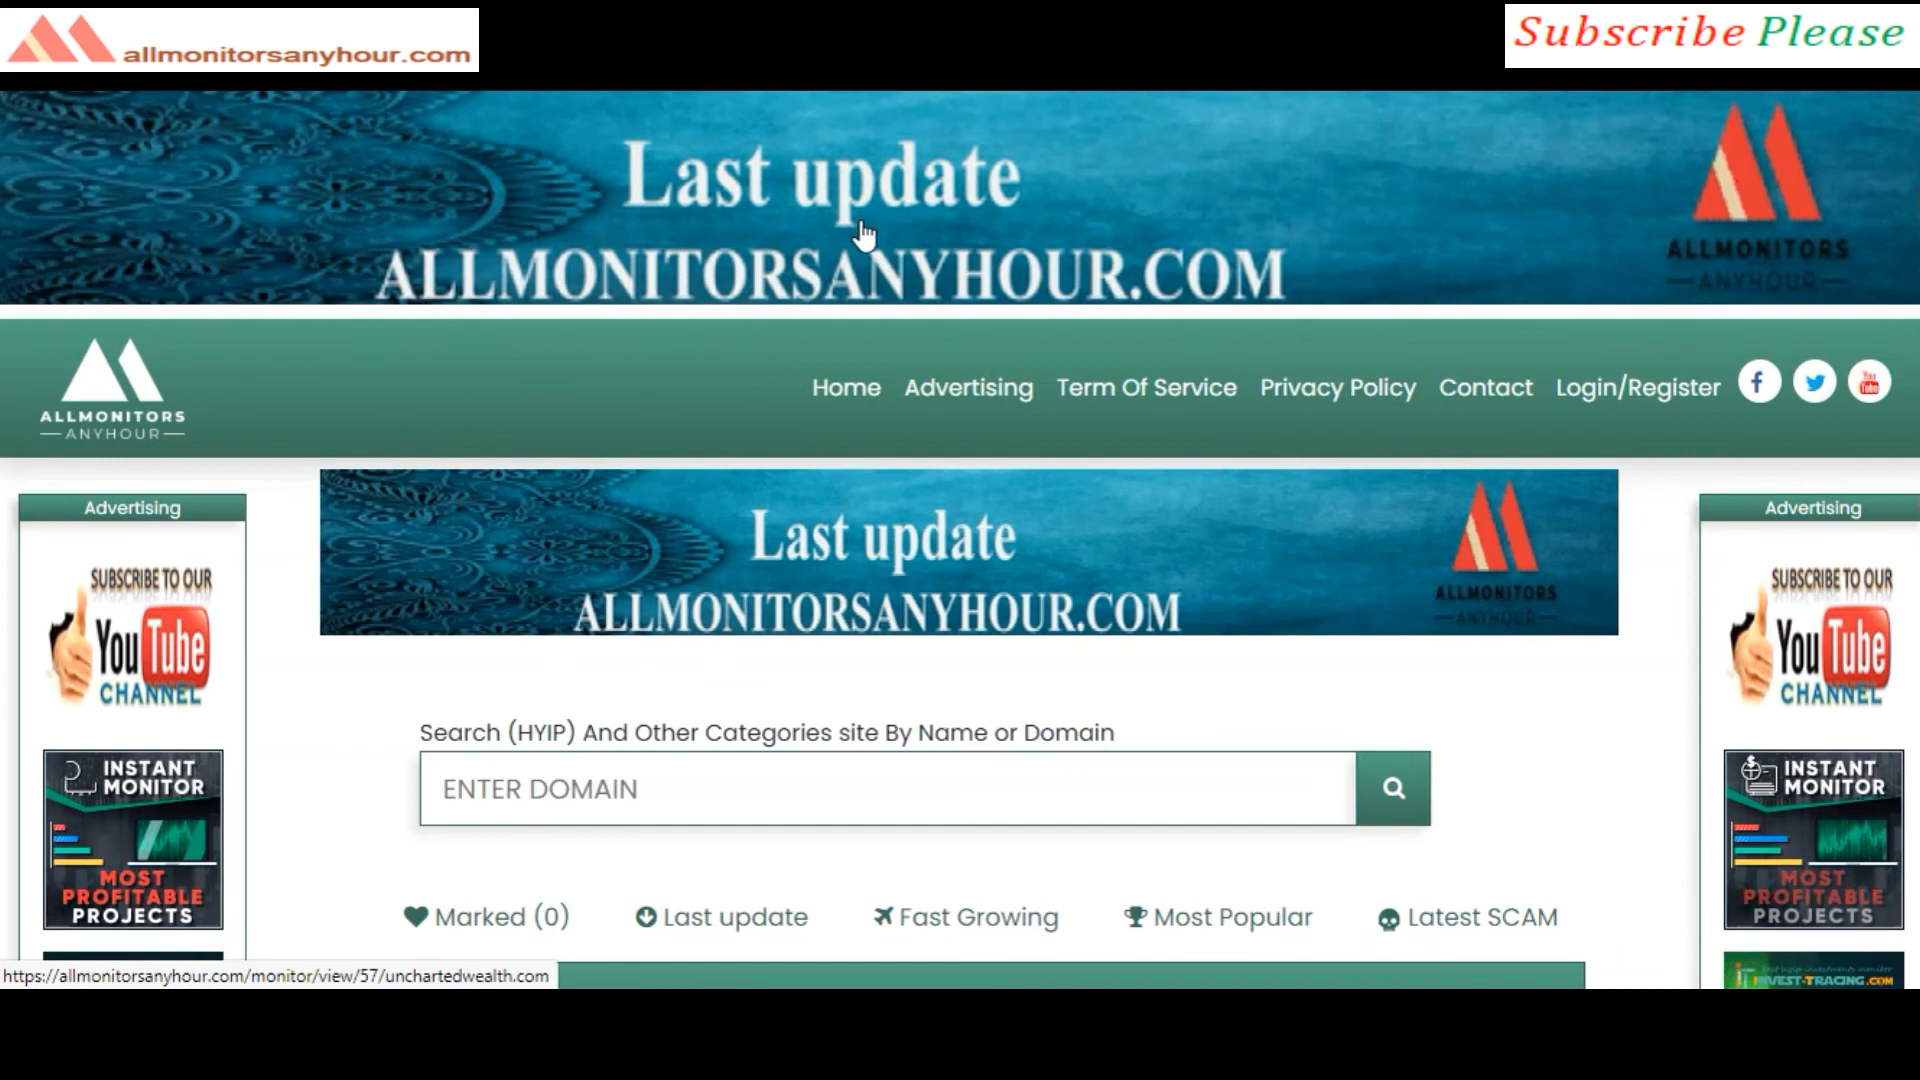 allmonitorsanyhour.com
Subscribe Please
Last update
ALLMONITORSANYHOUR.COM
ALLMONITORS
ANYHOUR
ALLMONITORS
ANYHOUR
Home Advertising Term Of Service Privacy Policy Contact Login/Register
You Tube
Advertising
SUBSCRIBE TO OUR
YouTube
CHANNEL
INSTANT
MONITOR
MOST
PROFITABLE
PROJECTS
Last update
ALLMONITORSANYHOUR.COM
ALLMONITORS
ANYHOUR
Search (HYIP) And Other Categories site By Name or Domain
ENTER DOMAIN
Marked (0) Last update Fast Growing Most Popular Latest SCAM
Advertising
SUBSCRIBE TO OUR
YouTube
CHANNEL
INSTANT
MONITOR
MOST
PROFITABLE
PROJECTS
INVEST-TRACING.COM
https://allmonitorsanyhour.com/monitor/view/57/unchartedwealth.com